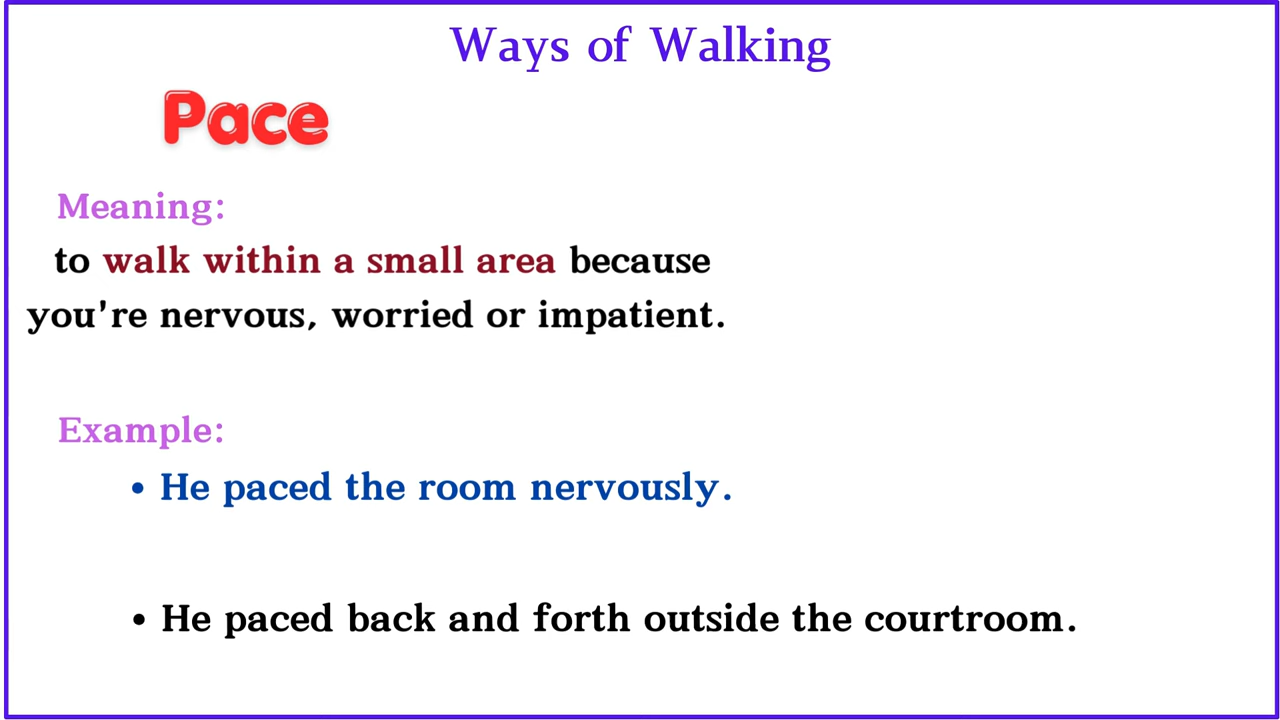 Ways of Walking
Pace
Meaning:
to walk within a small area because
you're nervous, worried or impatient.
Example:
• He paced the room nervously.
• He paced back and forth outside the courtroom.